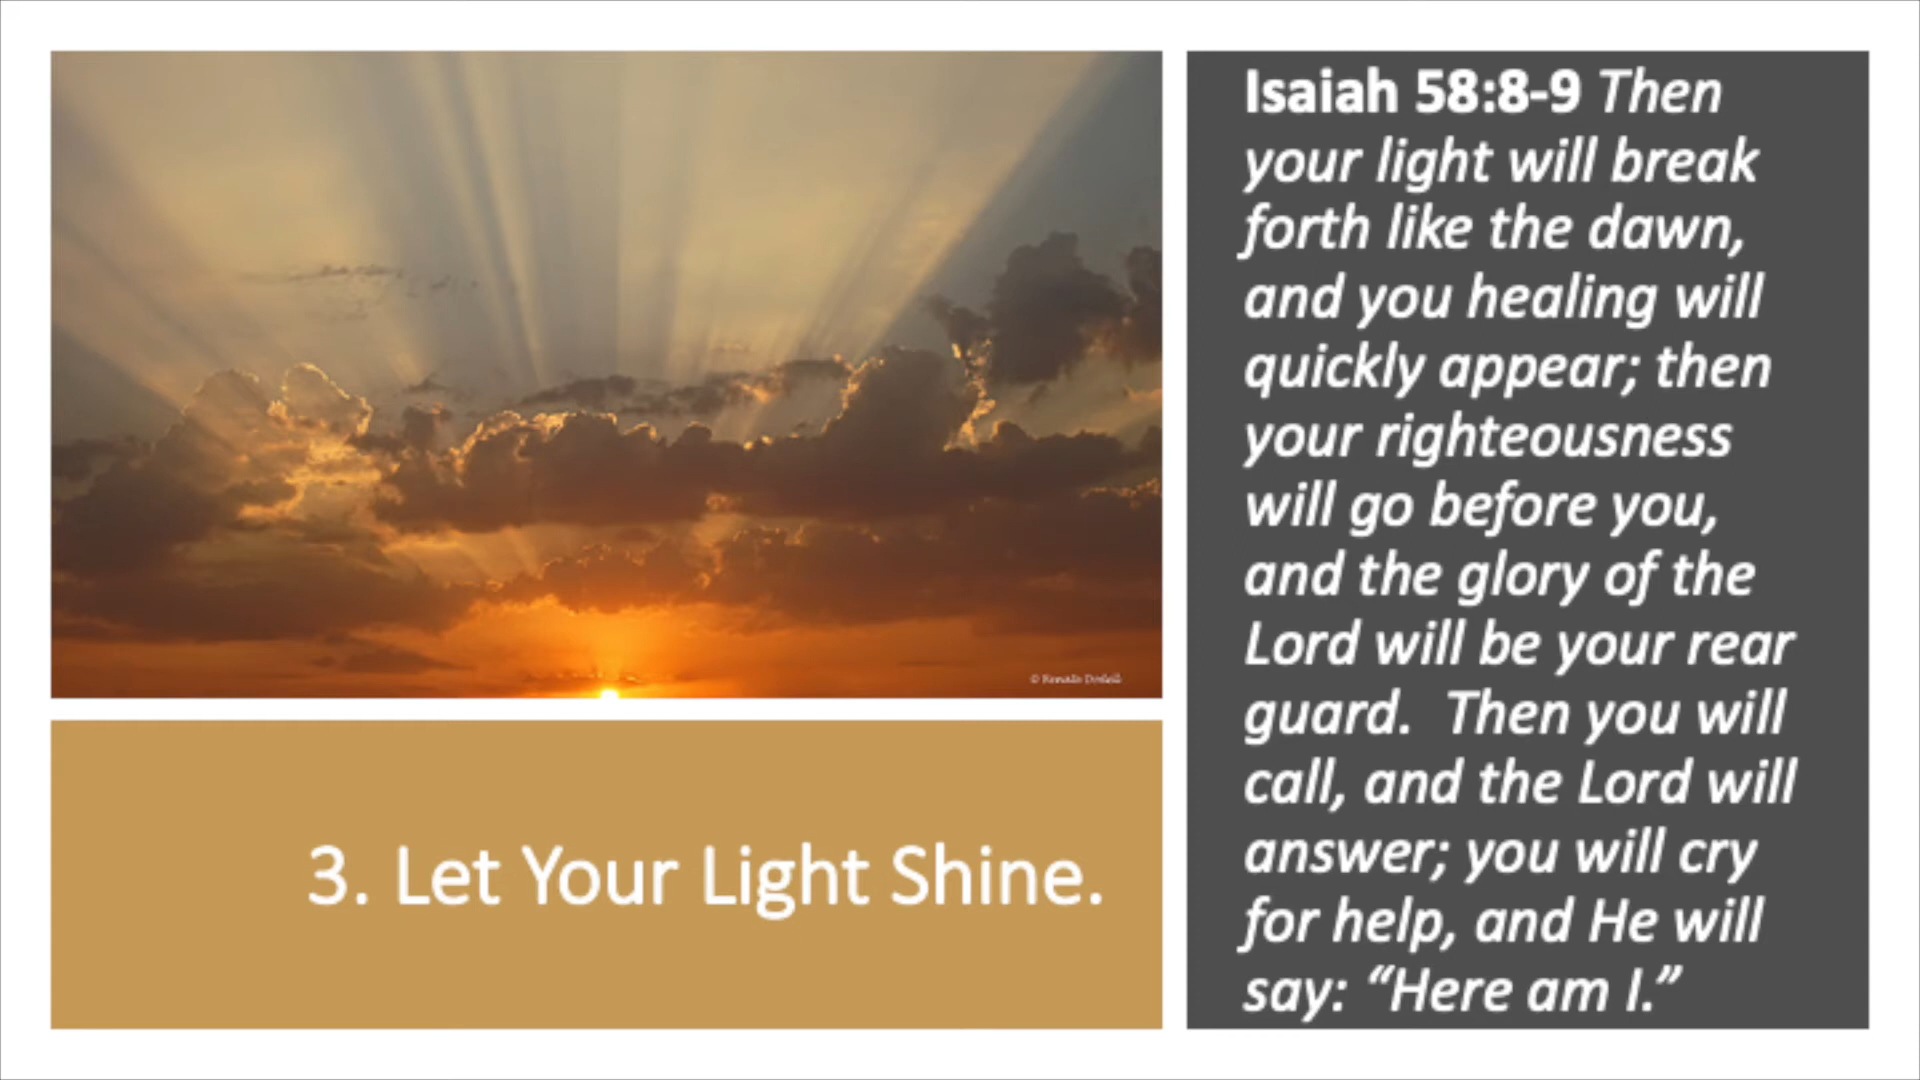 Isaiah 58:8-9 Then
your light will break
forth like the dawn,
and you healing will
quickly appear; then
your righteousness
will go before you,
and the glory of the
Lord will be your rear
guard.  Then you will
call, and the Lord will
answer; you will cry
for help, and He will
say: “Here am I.”
3. Let Your Light Shine.